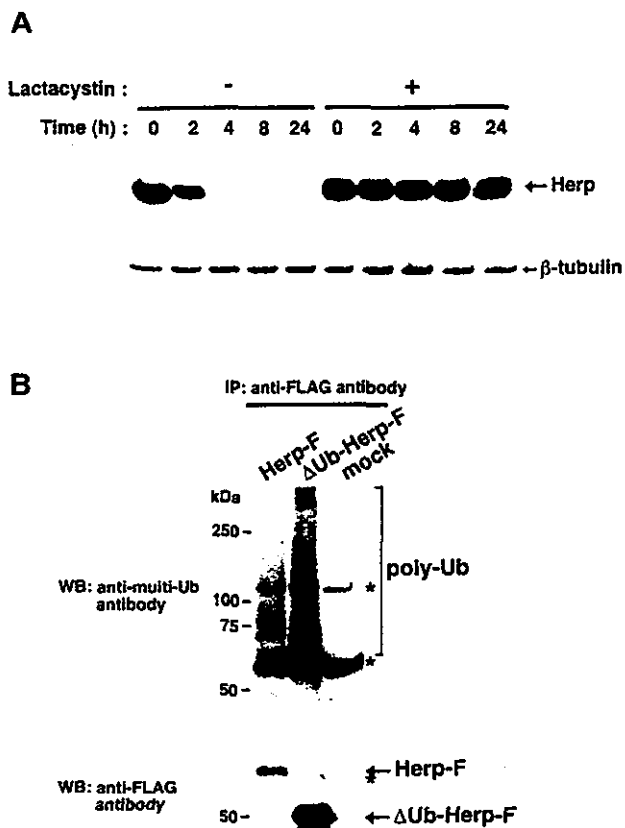 A
Lactacystin : - +
Time (h) : 0 2 4 8 24 0 2 4 8 24
←Herp
←β-tubulin
B
IP: anti-FLAG antibody
Herp-F ΔUb-Herp-F mock
kDa
250 -
poly-Ub
WB: anti-multi-Ub
antibody
*
100 -
75 -
*
50 -
←Herp-F
*
WB: anti-FLAG
antibody
50 - ←ΔUb-Herp-F